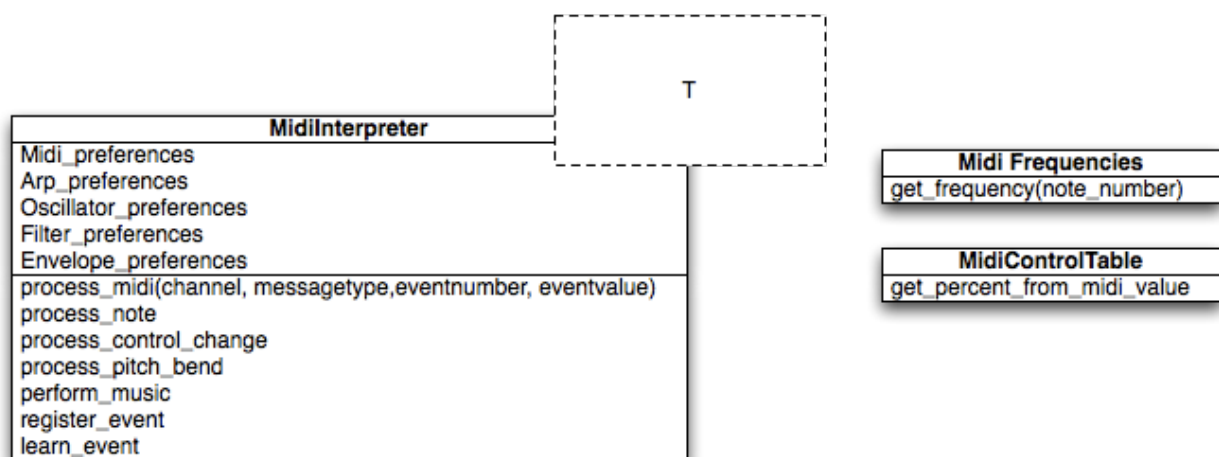 T
MidiInterpreter
Midi_preferences
Arp_preferences
Oscillator_preferences
Filter_preferences
Envelope_preferences
process_midi(channel, messagetype,eventnumber, eventvalue)
process_note
process_control_change
process_pitch_bend
perform_music
register_event
learn_event
Midi Frequencies
get_frequency(note_number)
MidiControlTable
get_percent_from_midi_value